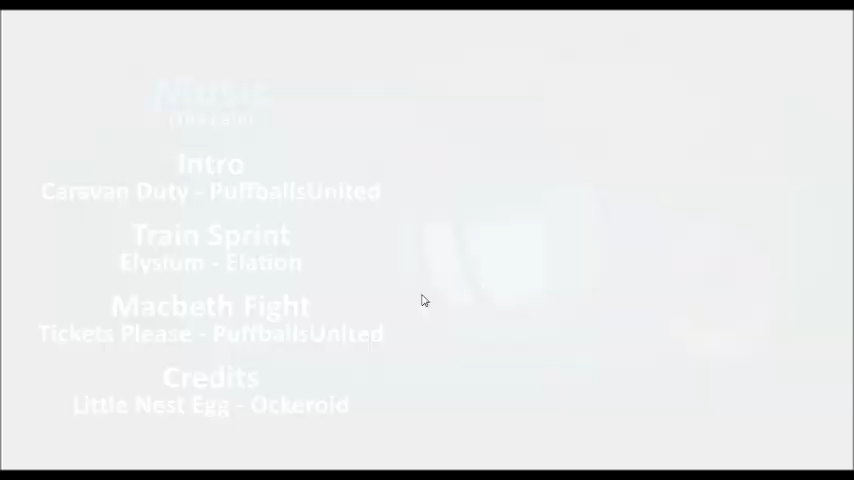 Music
Intro
Caravan Duty - PuffballsUnited
Train Sprint
Elysium - Elation
Macbeth Fight
Tickets Please - PuffballsUnited
Credits
Little Nest Egg - Ockeroid